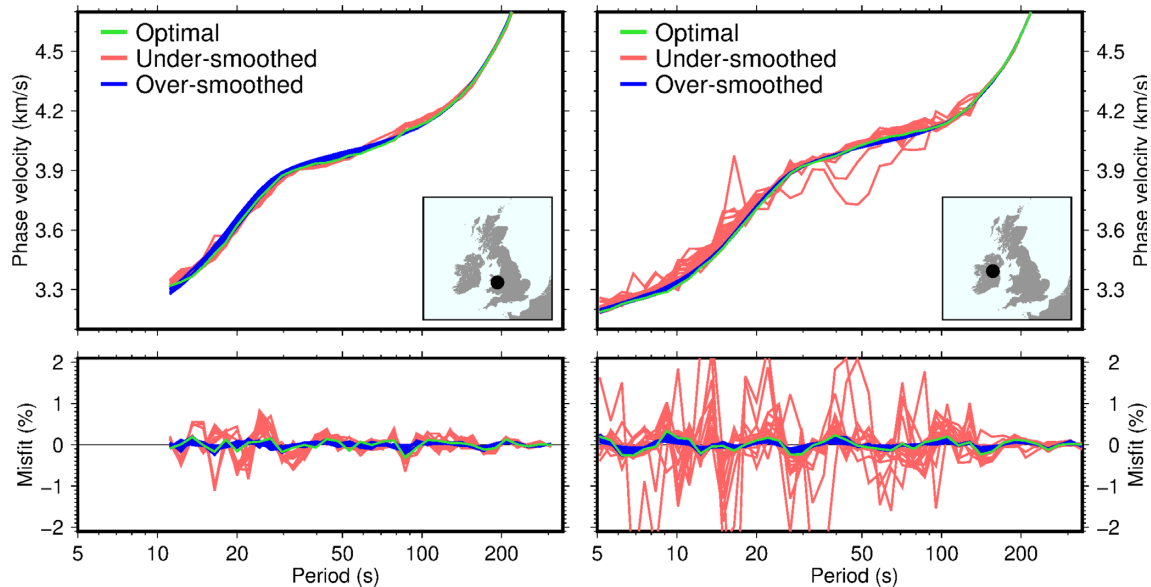 4.5
4.2
3.9
3.6
3.3
Phase velocity (km/s)
Optimal
Under-smoothed
Over-smoothed
Optimal
Under-smoothed
Over-smoothed
4.5
4.2
3.9
3.6
3.3
Phase velocity (km/s)
2
1
0
−1
−2
Misfit (%)
2
1
0
−1
−2
Misfit (%)
5 10 20 50 100 200
Period (s)
5 10 20 50 100 200
Period (s)